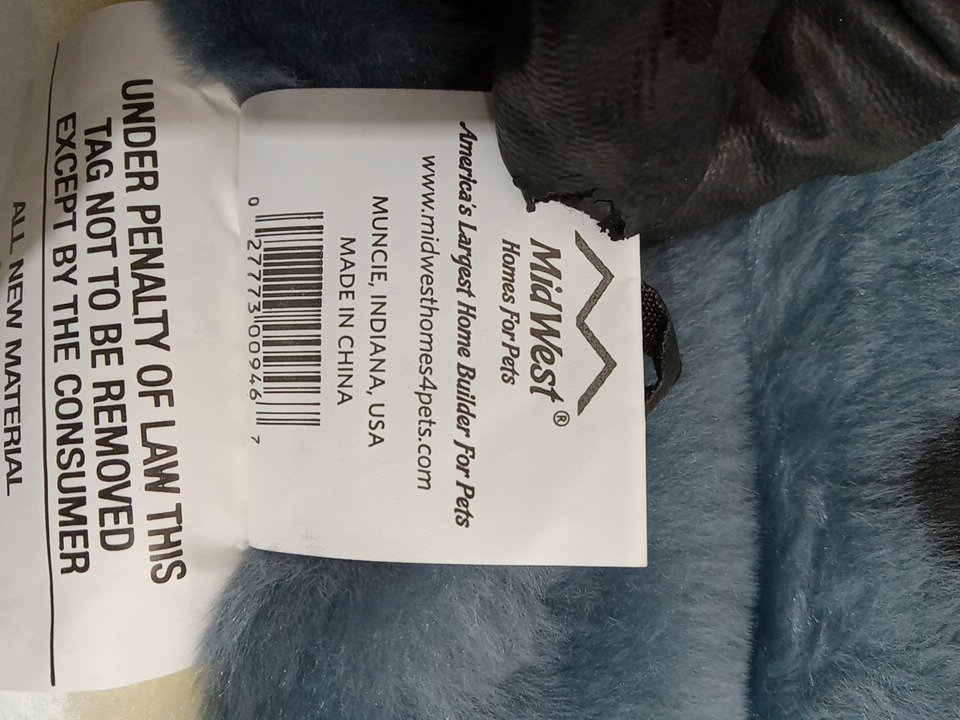 MidWest®
Homes For Pets
America's Largest Home Builder For Pets
www.midwesthomes4pets.com
MUNCIE, INDIANA, USA
MADE IN CHINA
0 27773 00946 7
UNDER PENALTY OF LAW THIS
TAG NOT TO BE REMOVED
EXCEPT BY THE CONSUMER
ALL NEW MATERIAL